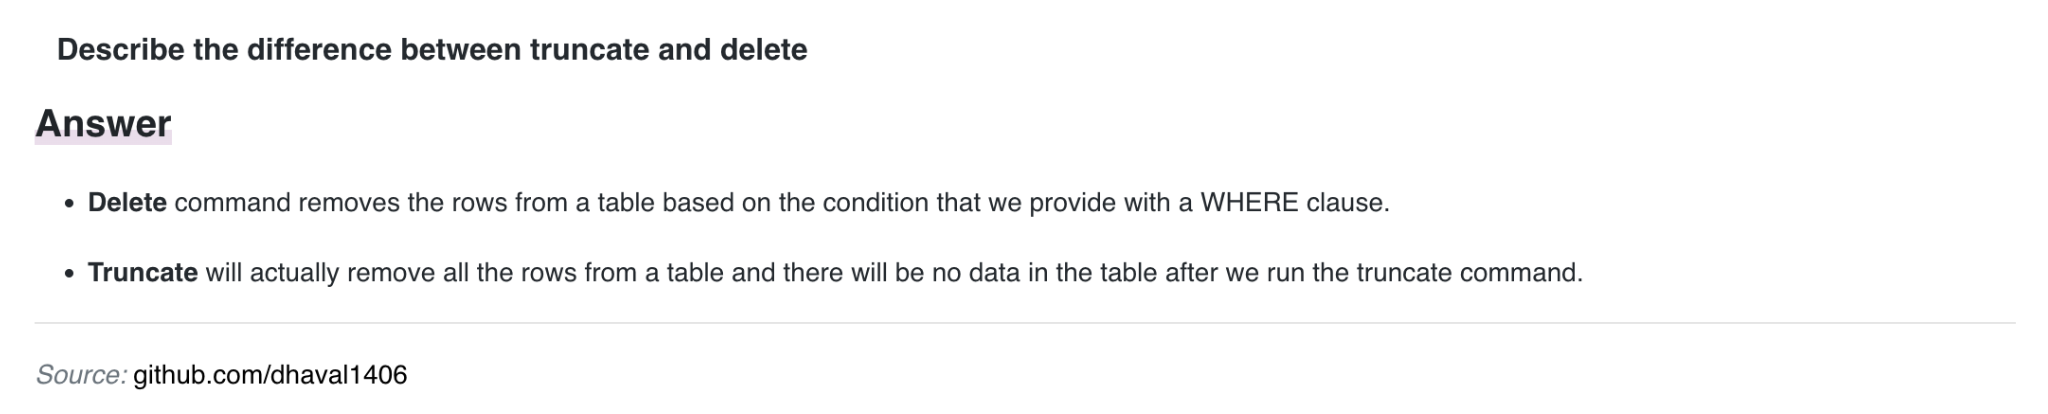 Describe the difference between truncate and delete
Answer
• Delete command removes the rows from a table based on the condition that we provide with a WHERE clause.
• Truncate will actually remove all the rows from a table and there will be no data in the table after we run the truncate command.
Source: github.com/dhaval1406